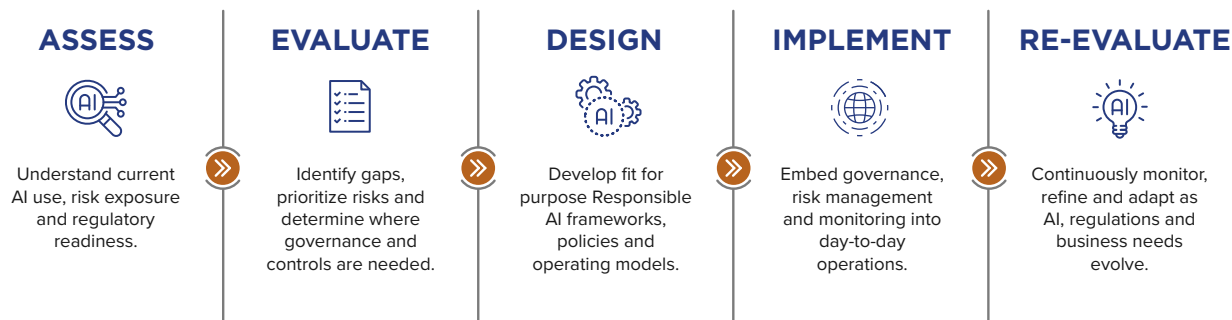 ASSESS
AI
Understand current
AI use, risk exposure
and regulatory
readiness.
EVALUATE
Identify gaps,
prioritize risks and
determine where
governance and
controls are needed.
DESIGN
AI
Develop fit for
purpose Responsible
AI frameworks,
policies and
operating models.
IMPLEMENT
Embed governance,
risk management
and monitoring into
day-to-day
operations.
RE-EVALUATE
AI
Continuously monitor,
refine and adapt as
AI, regulations and
business needs
evolve.